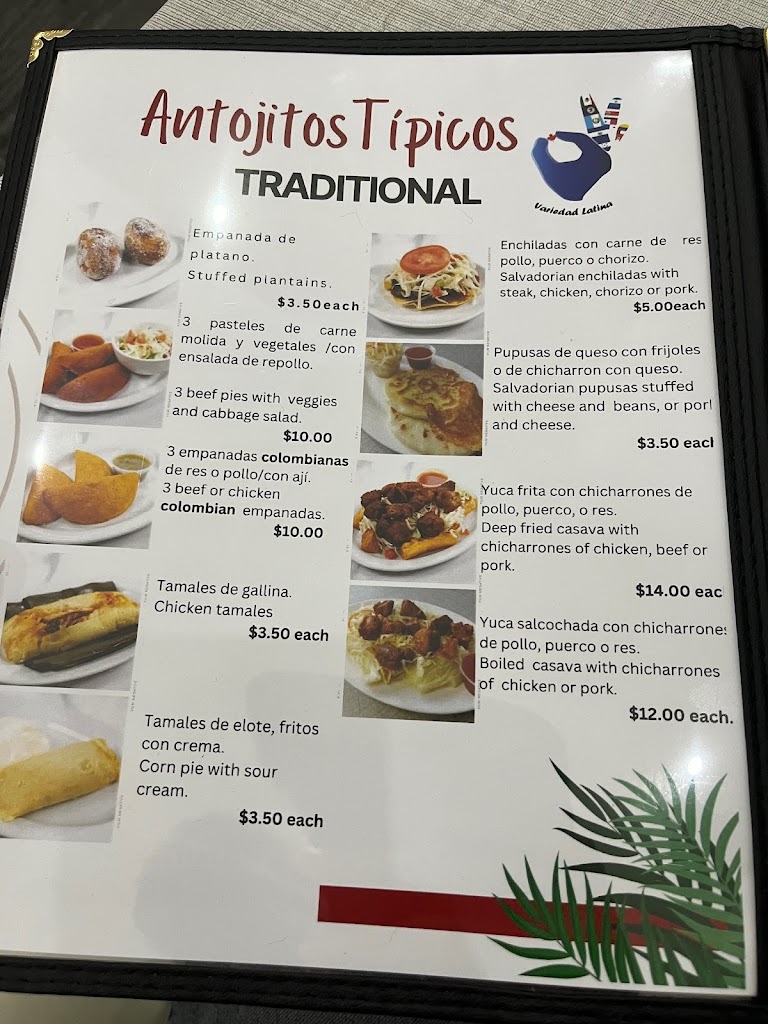 Antojitos Típicos
TRADITIONAL
Variedad Latina
Empanada de
platano.
Stuffed plantains.
$3.50each
3 pasteles de carne
molida y vegetales /con
ensalada de repollo.
3 beef pies with veggies
and cabbage salad.
$10.00
3 empanadas colombianas
de res o pollo/con ají.
3 beef or chicken
colombian empanadas.
$10.00
Tamales de gallina.
Chicken tamales
$3.50 each
Tamales de elote, fritos
con crema.
Corn pie with sour
cream.
$3.50 each
Enchiladas con carne de res
pollo, puerco o chorizo.
Salvadorian enchiladas with
steak, chicken, chorizo or pork.
$5.00each
Pupusas de queso con frijoles
o de chicharron con queso.
Salvadorian pupusas stuffed
with cheese and beans, or porl
and cheese.
$3.50 each
Yuca frita con chicharrones de
pollo, puerco, o res.
Deep fried casava with
chicharrones of chicken, beef or
pork.
$14.00 eac
Yuca salcochada con chicharrones
de pollo, puerco o res.
Boiled casava with chicharrones
of chicken or pork.
$12.00 each.